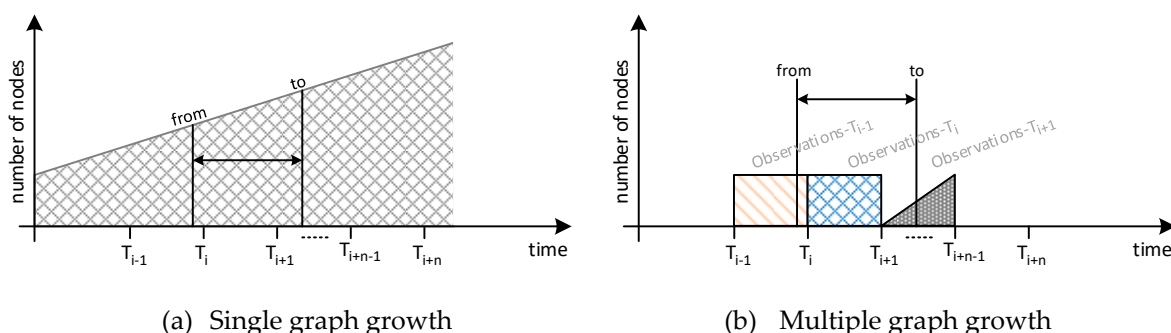 number of nodes
from
to
T_{i-1}
T_i
T_{i+1}
......
T_{i+n-1}
T_{i+n}
time
(a) Single graph growth
number of nodes
from
to
Observations-T_{i-1}
Observations-T_i
Observations-T_{i+1}
T_{i-1}
T_i
T_{i+1}
......
T_{i+n-1}
T_{i+n}
time
(b) Multiple graph growth